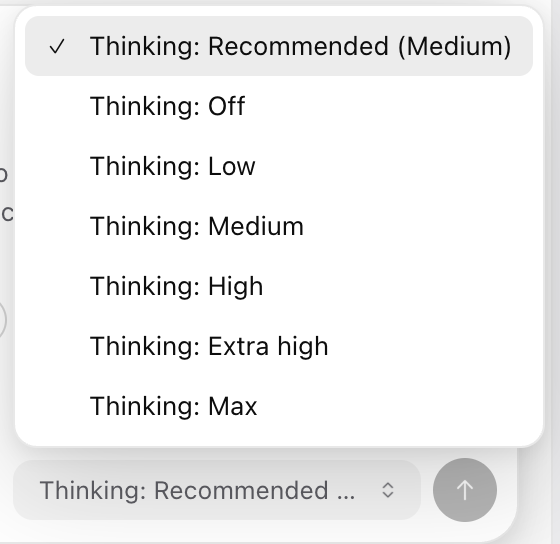 Thinking: Recommended (Medium)
Thinking: Off
Thinking: Low
Thinking: Medium
Thinking: High
Thinking: Extra high
Thinking: Max
Thinking: Recommended ...